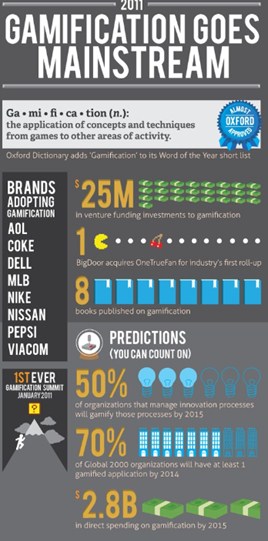 2011
GAMIFICATION GOES
MAINSTREAM
Ga • mi • fi • ca • tion (n.):
the application of concepts and techniques
from games to other areas of activity.
ALMOST
OXFORD
APPROVED
Oxford Dictionary adds 'Gamification' to its Word of the Year short list
BRANDS
ADOPTING
GAMIFICATION
AOL
COKE
DELL
MLB
NIKE
NISSAN
PEPSI
VIACOM
$25M
in venture funding investments to gamification
1
BigDoor acquires OneTrueFan for industry's first roll-up
8
books published on gamification
1ST EVER
GAMIFICATION SUMMIT
JANUARY 2011
?
PREDICTIONS
(YOU CAN COUNT ON)
50%
of organizations that manage innovation processes
will gamify those processes by 2015
70%
of Global 2000 organizations will have at least 1
gamified application by 2014
$2.8B
in direct spending on gamification by 2015